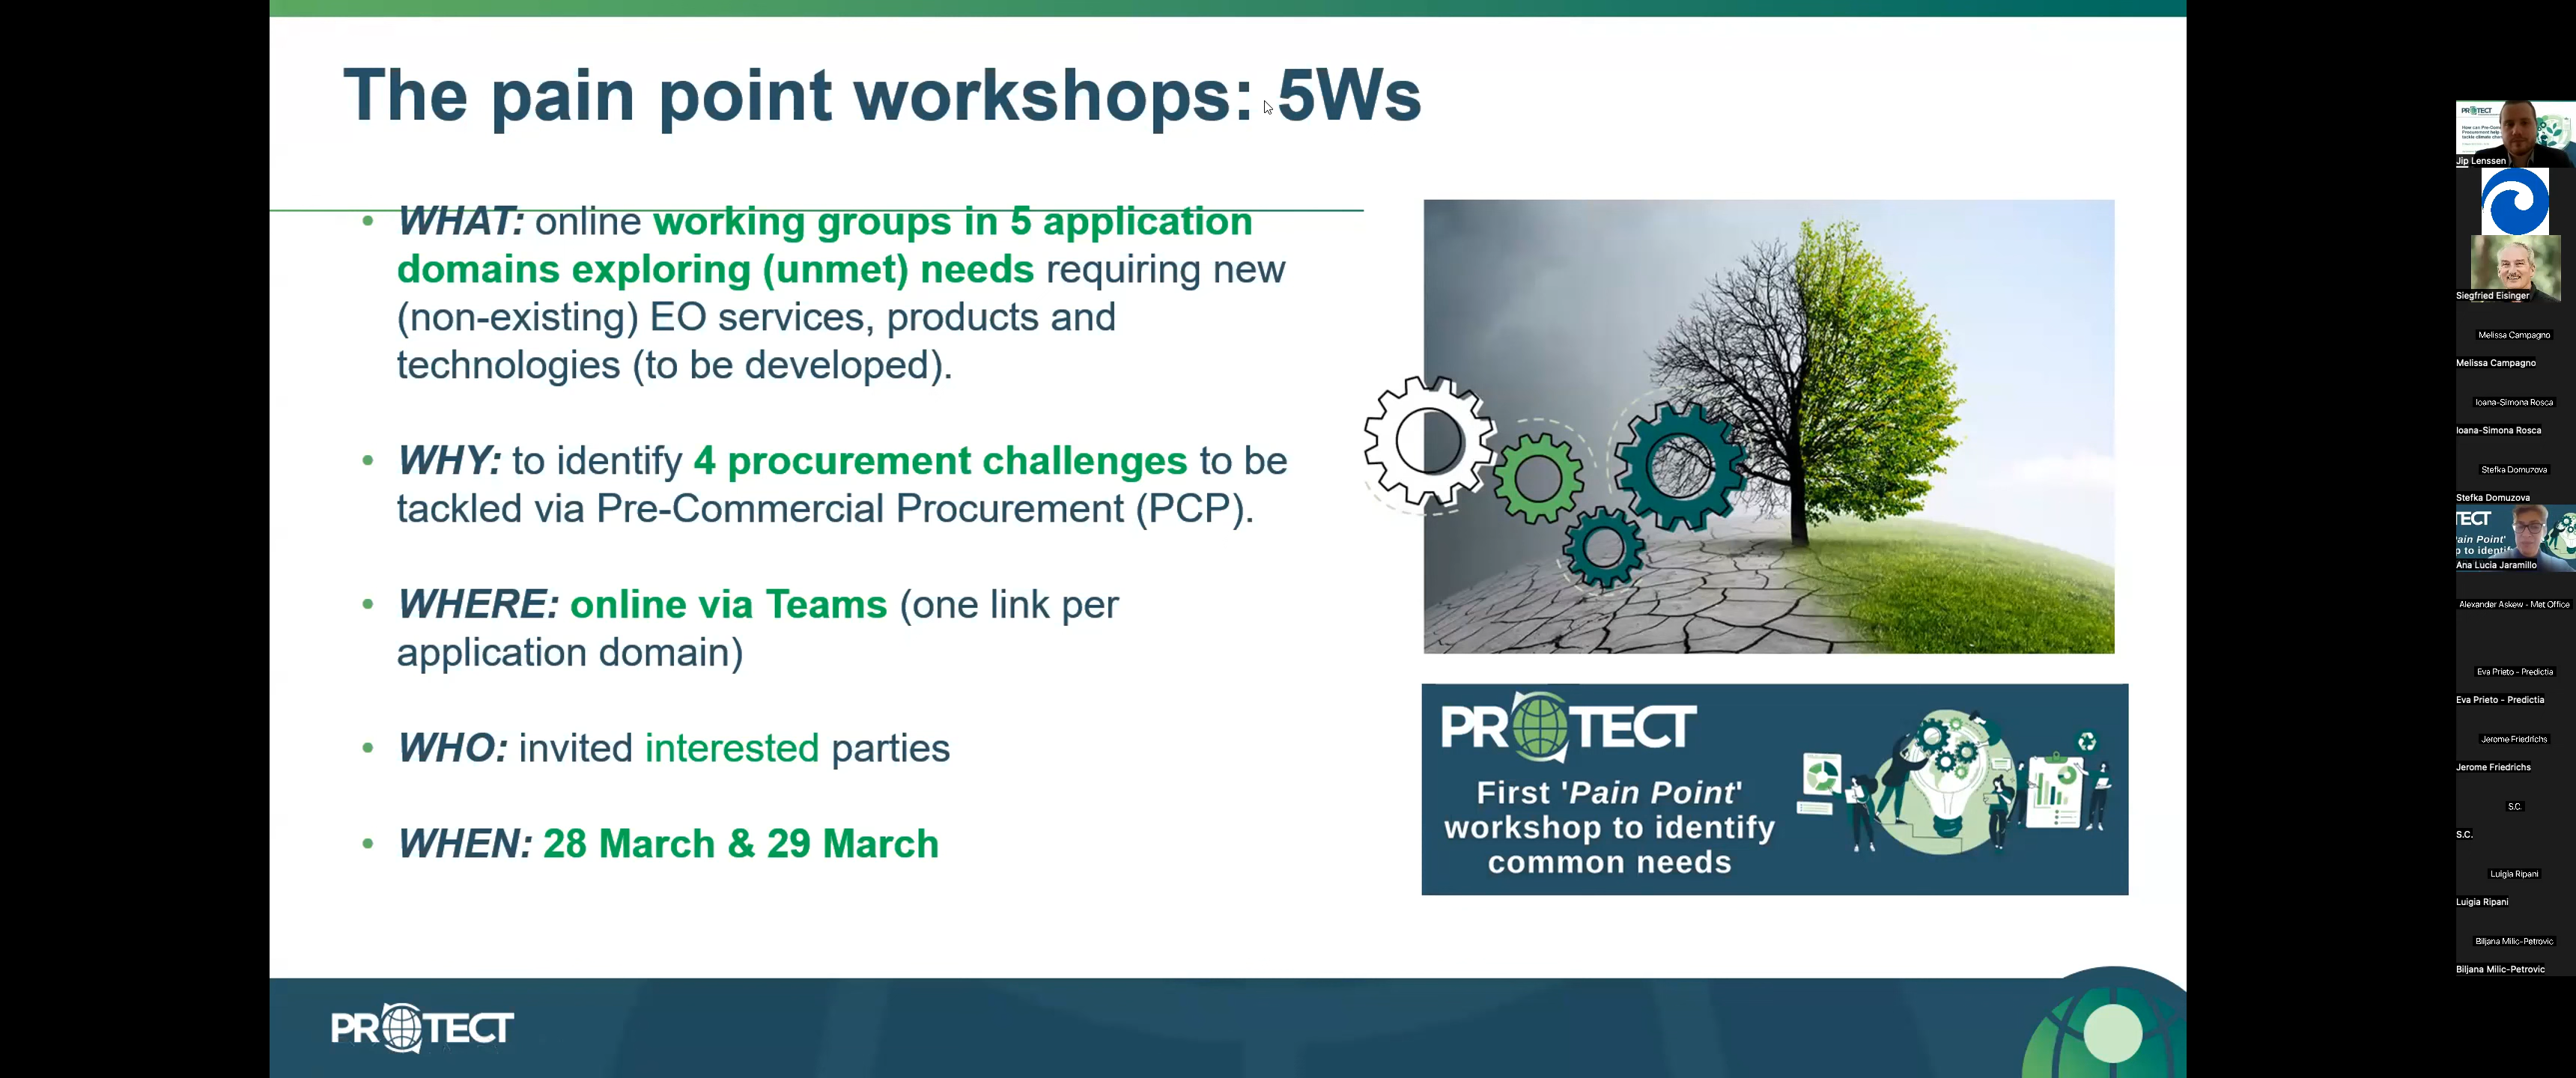 The pain point workshops: 5Ws
• WHAT: online working groups in 5 application
domains exploring (unmet) needs requiring new
(non-existing) EO services, products and
technologies (to be developed).
• WHY: to identify 4 procurement challenges to be
tackled via Pre-Commercial Procurement (PCP).
• WHERE: online via Teams (one link per
application domain)
• WHO: invited interested parties
• WHEN: 28 March & 29 March
PROTECT
First 'Pain Point'
workshop to identify
common needs
PROTECT
PROTECT
Jip Lenssen
Siegfried Eisinger
Melissa Campagno
Melissa Campagno
Ioana-Simona Rosca
Ioana-Simona Rosca
Stefka Domuzova
Stefka Domuzova
TECT
Ana Lucia Jaramillo
Alexander Askew - Met Office
Eva Prieto - Predictia
Eva Prieto - Predictia
Jerome Friedrichs
Jerome Friedrichs
S.C.
S.C.
Luigia Ripani
Luigia Ripani
Biljana Milic-Petrovic
Biljana Milic-Petrovic